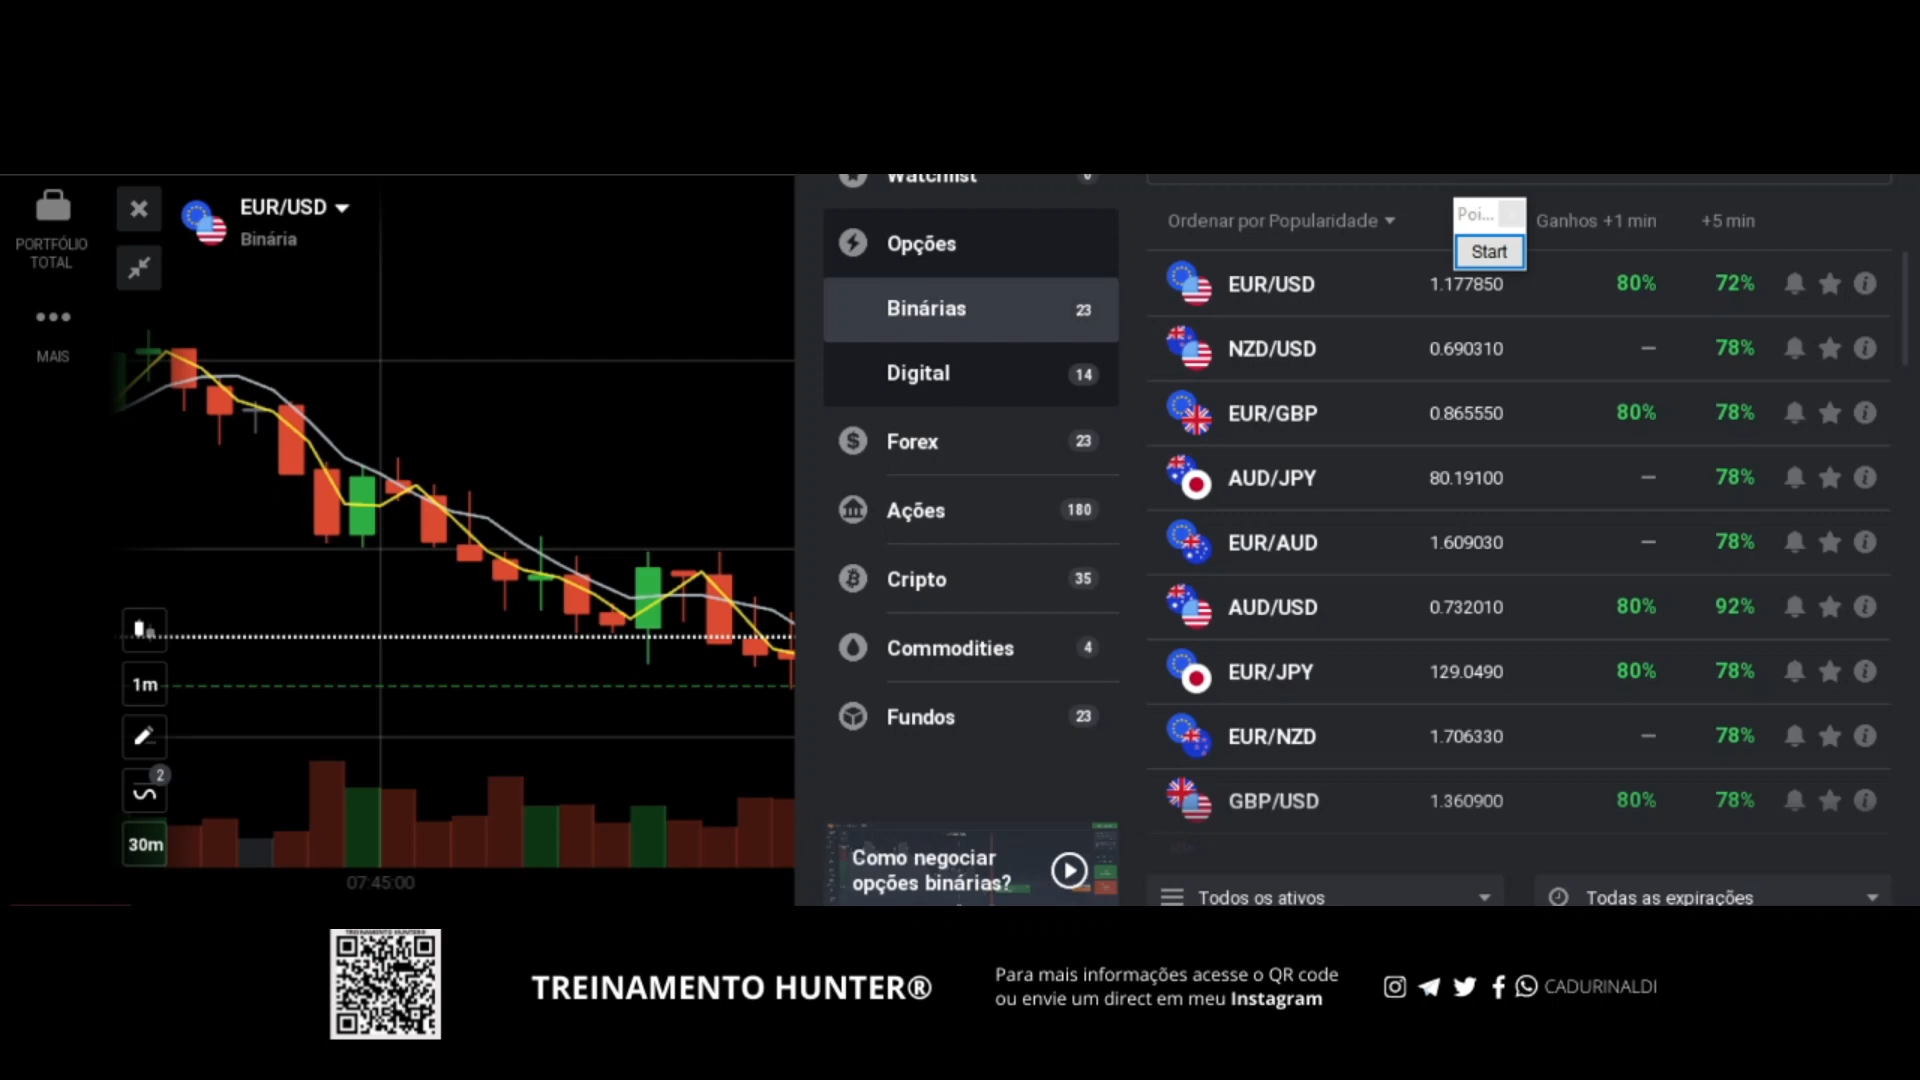 PORTFÓLIO
TOTAL
MAIS
EUR/USD
Binária
1m
2
30m
07:45:00
Watchlist
Opções
Binárias 23
Digital 14
Forex 23
Ações 180
Cripto 35
Commodities 4
Fundos 23
Como negociar
opções binárias?
Ordenar por Popularidade
Poi...
Start
Ganhos +1 min +5 min
EUR/USD 1.177850 80% 72%
NZD/USD 0.690310 – 78%
EUR/GBP 0.865550 80% 78%
AUD/JPY 80.19100 – 78%
EUR/AUD 1.609030 – 78%
AUD/USD 0.732010 80% 92%
EUR/JPY 129.0490 80% 78%
EUR/NZD 1.706330 – 78%
GBP/USD 1.360900 80% 78%
Todos os ativos
Todas as expirações
TREINAMENTO HUNTER®
Para mais informações acesse o QR code
ou envie um direct em meu Instagram
CADURINALDI